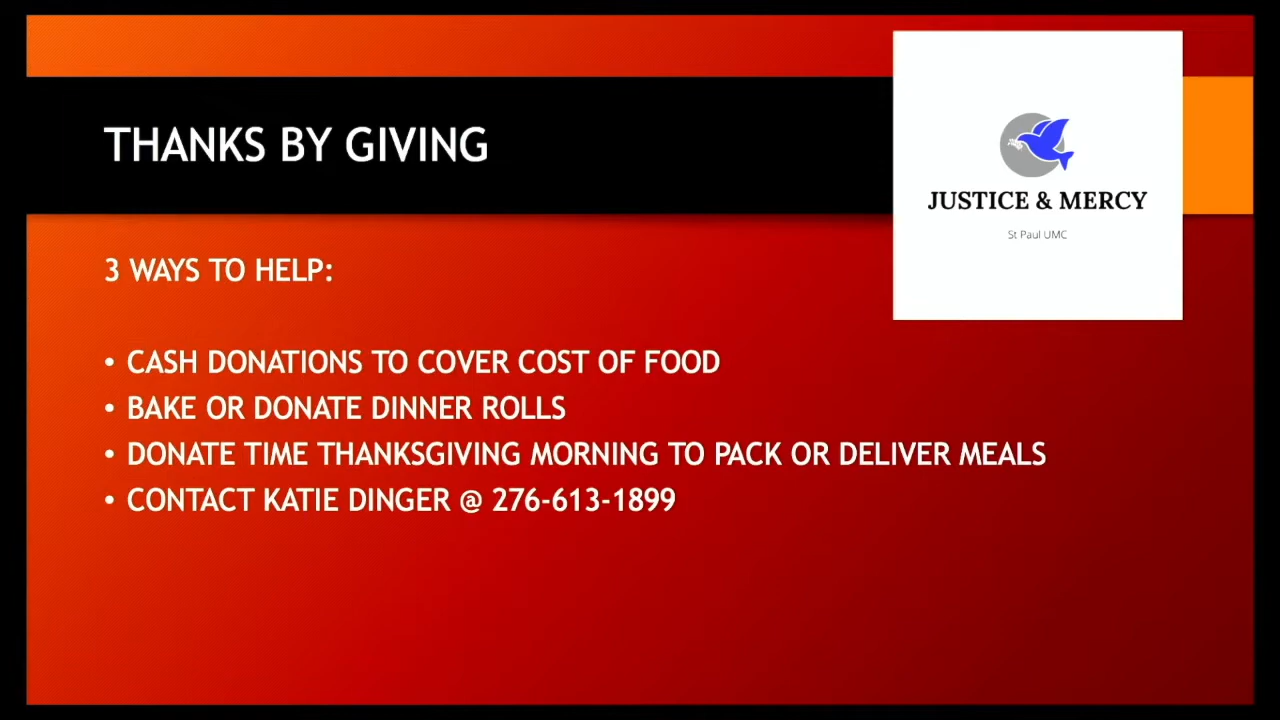 THANKS BY GIVING
JUSTICE & MERCY
St Paul UMC
3 WAYS TO HELP:
• CASH DONATIONS TO COVER COST OF FOOD
• BAKE OR DONATE DINNER ROLLS
• DONATE TIME THANKSGIVING MORNING TO PACK OR DELIVER MEALS
• CONTACT KATIE DINGER @ 276-613-1899